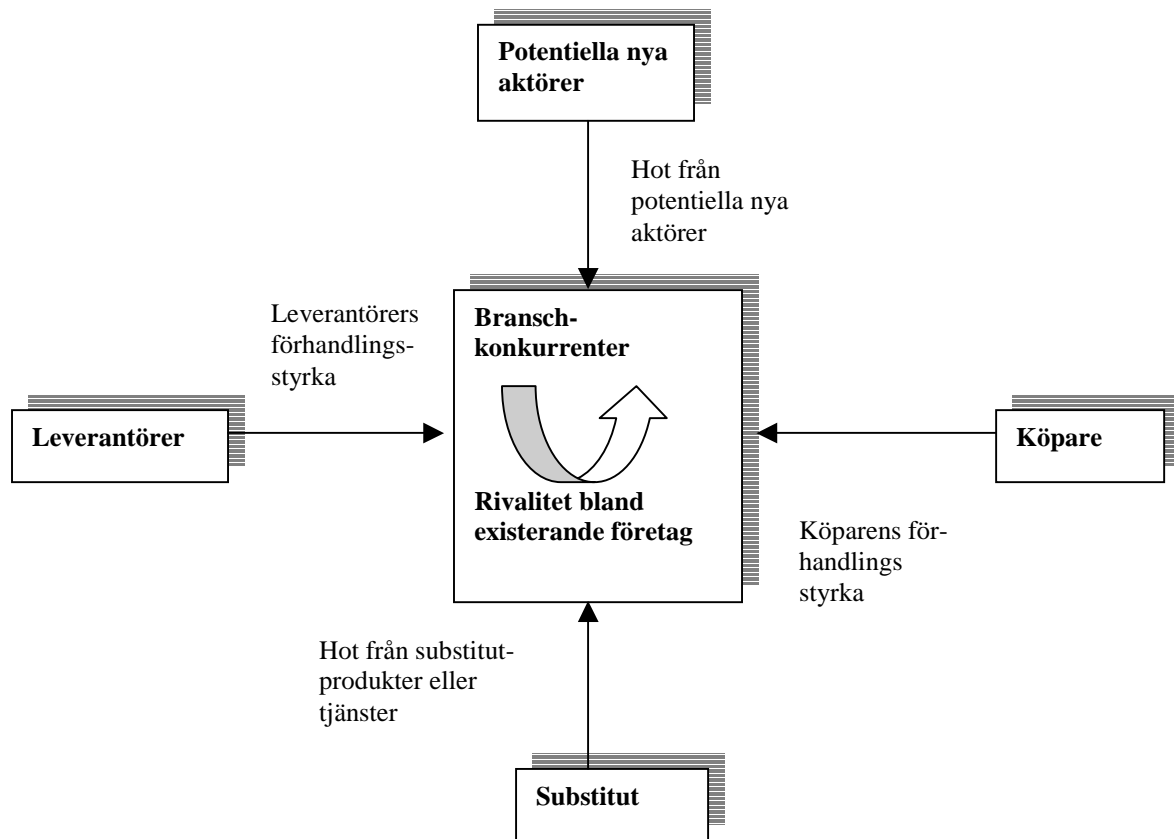 Potentiella nya
aktörer
Hot från
potentiella nya
aktörer
Leverantörers
förhandlings-
styrka
Bransch-
konkurrenter
Leverantörer
Köpare
Rivalitet bland
existerande företag
Köparens för-
handlings
styrka
Hot från substitut-
produkter eller
tjänster
Substitut